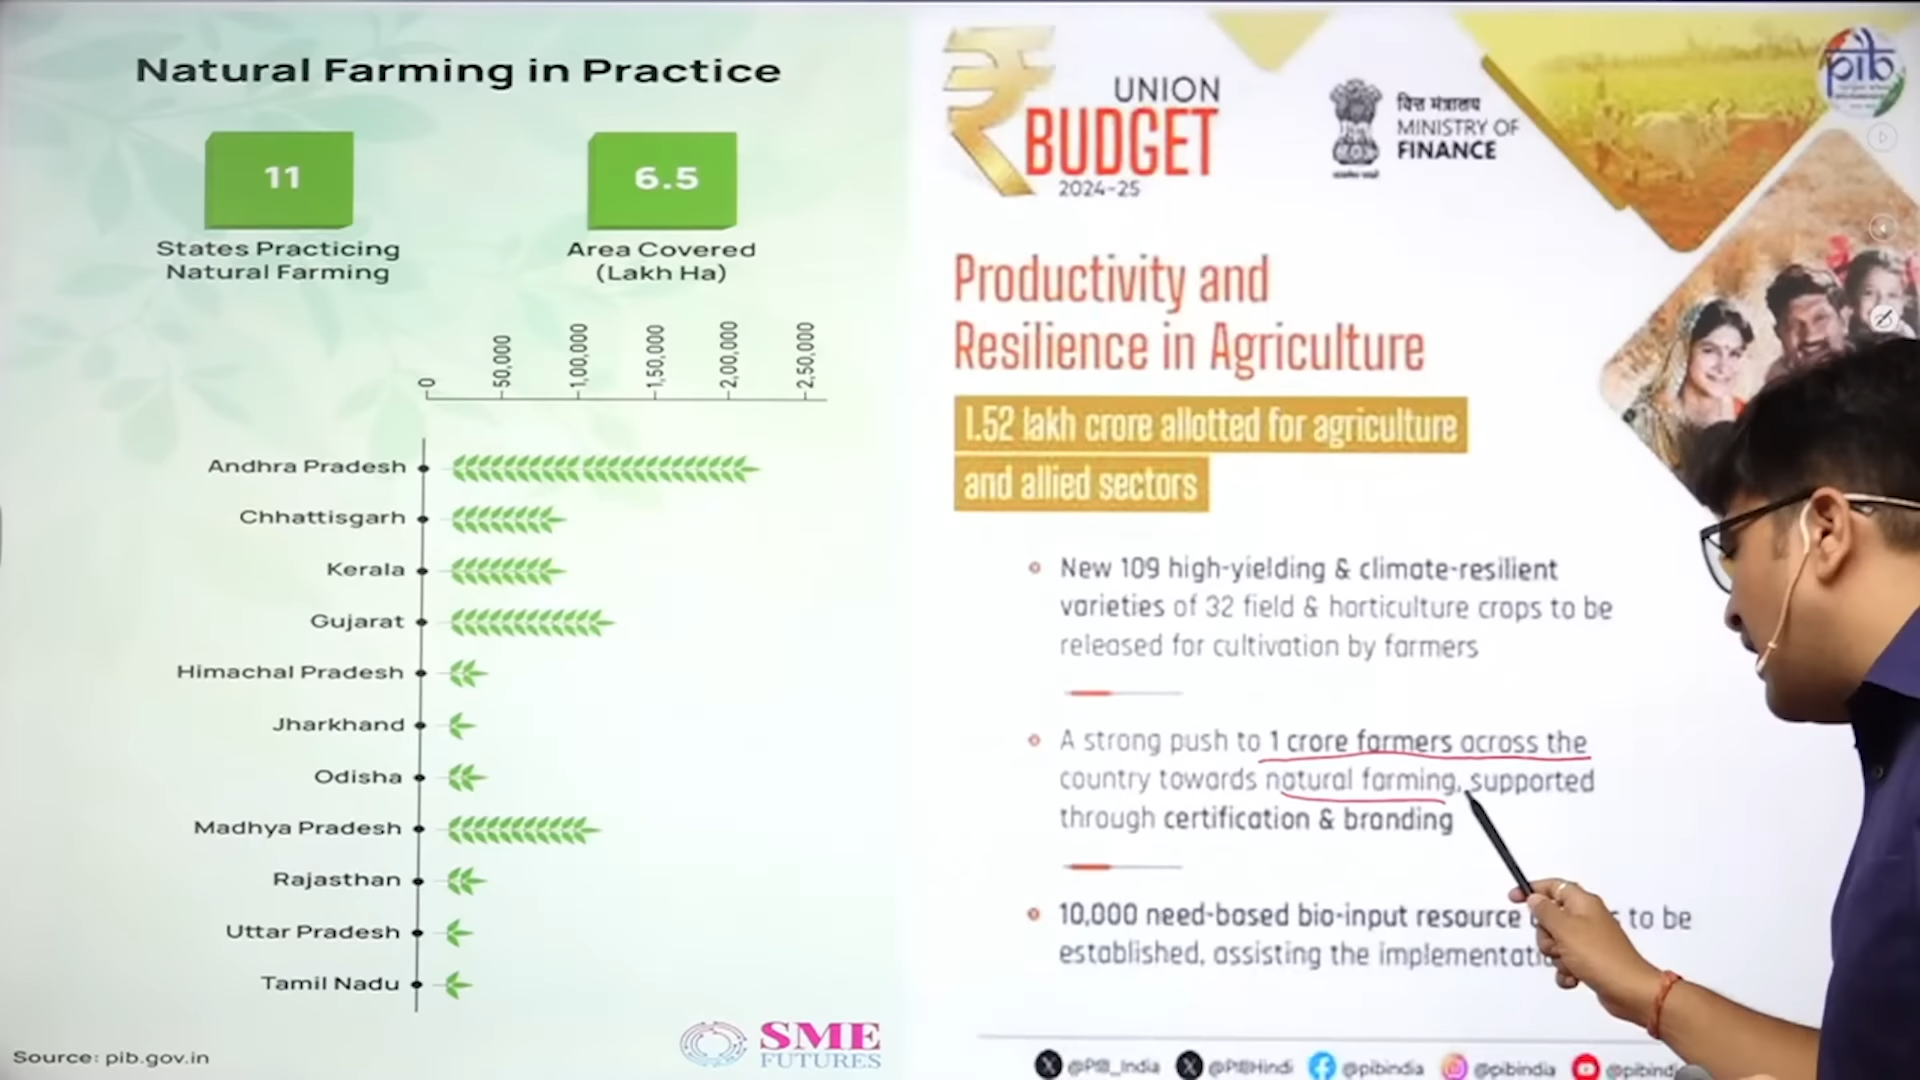 Natural Farming in Practice
11
States Practicing
Natural Farming
6.5
Area Covered
(Lakh Ha)
0
50,000
1,00,000
1,50,000
2,00,000
2,50,000
Andhra Pradesh
Chhattisgarh
Kerala
Gujarat
Himachal Pradesh
Jharkhand
Odisha
Madhya Pradesh
Rajasthan
Uttar Pradesh
Tamil Nadu
Source: pib.gov.in
SME
FUTURES
UNION
BUDGET
2024-25
वित्त मंत्रालय
MINISTRY OF
FINANCE
pib
Productivity and
Resilience in Agriculture
1.52 lakh crore allotted for agriculture
and allied sectors
New 109 high-yielding & climate-resilient
varieties of 32 field & horticulture crops to be
released for cultivation by farmers
A strong push to 1 crore farmers across the
country towards natural farming, supported
through certification & branding
10,000 need-based bio-input resource to be
established, assisting the
@PIB_India
@PIBHindi
@pibindia
@pibindia